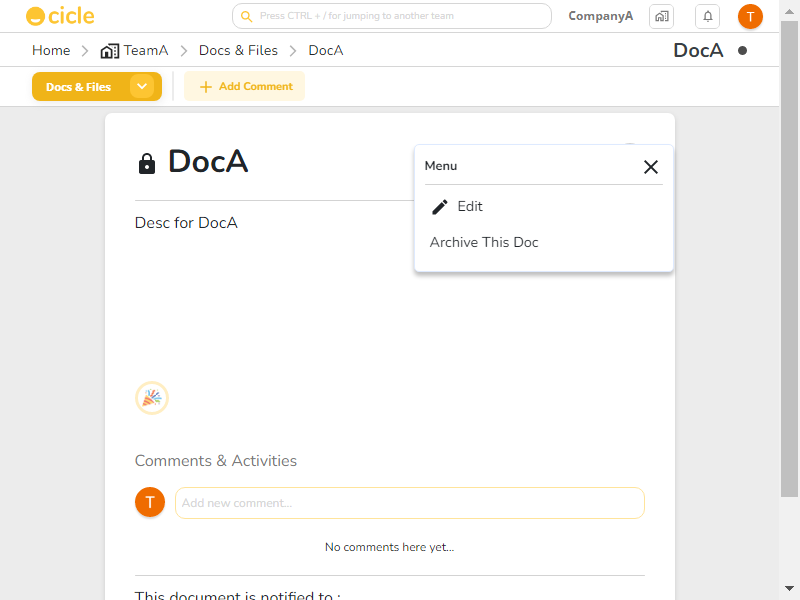 cicle
Press CTRL + / for jumping to another team
CompanyA
T
Home
TeamA
Docs & Files
DocA
DocA
Docs & Files
Add Comment
DocA
Menu
Edit
Archive This Doc
Desc for DocA
Comments & Activities
T
Add new comment...
No comments here yet...
This document is notified to :